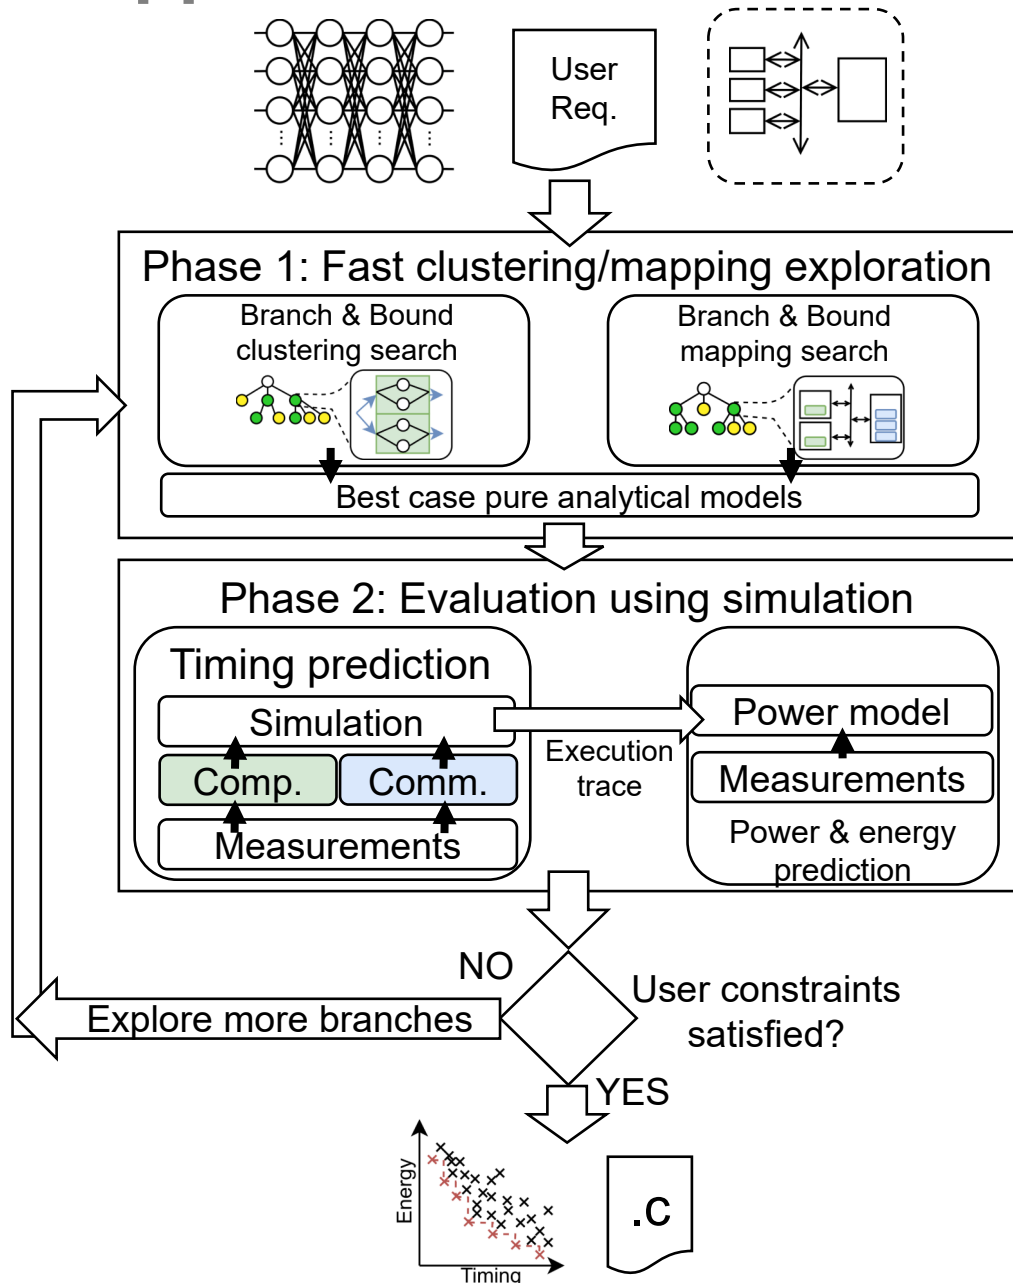 User
Req.
Phase 1: Fast clustering/mapping exploration
Branch & Bound
clustering search
Branch & Bound
mapping search
Best case pure analytical models
Phase 2: Evaluation using simulation
Timing prediction
Simulation
Comp.
Comm.
Measurements
Execution
trace
Power model
Measurements
Power & energy
prediction
NO
User constraints
satisfied?
Explore more branches
YES
Energy
Timing
.c